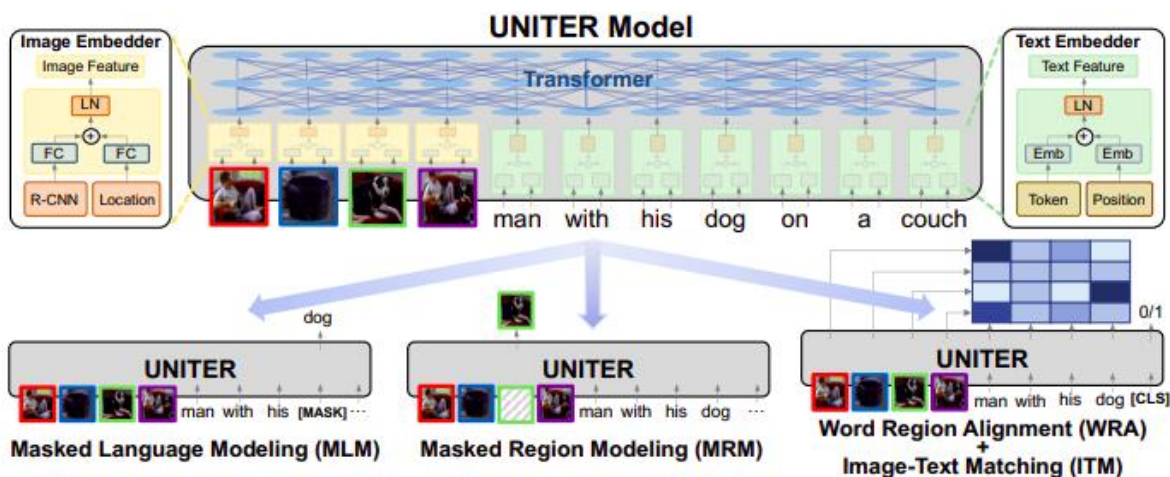 UNITER Model
Image Embedder
Image Feature
LN
+
FC
FC
R-CNN
Location
Transformer
Text Embedder
Text Feature
LN
+
Emb
Emb
Token
Position
man with his dog on a couch
dog
UNITER
man with his [MASK] ...
Masked Language Modeling (MLM)
UNITER
man with his dog ...
Masked Region Modeling (MRM)
0/1
UNITER
man with his dog [CLS]
Word Region Alignment (WRA)
+
Image-Text Matching (ITM)